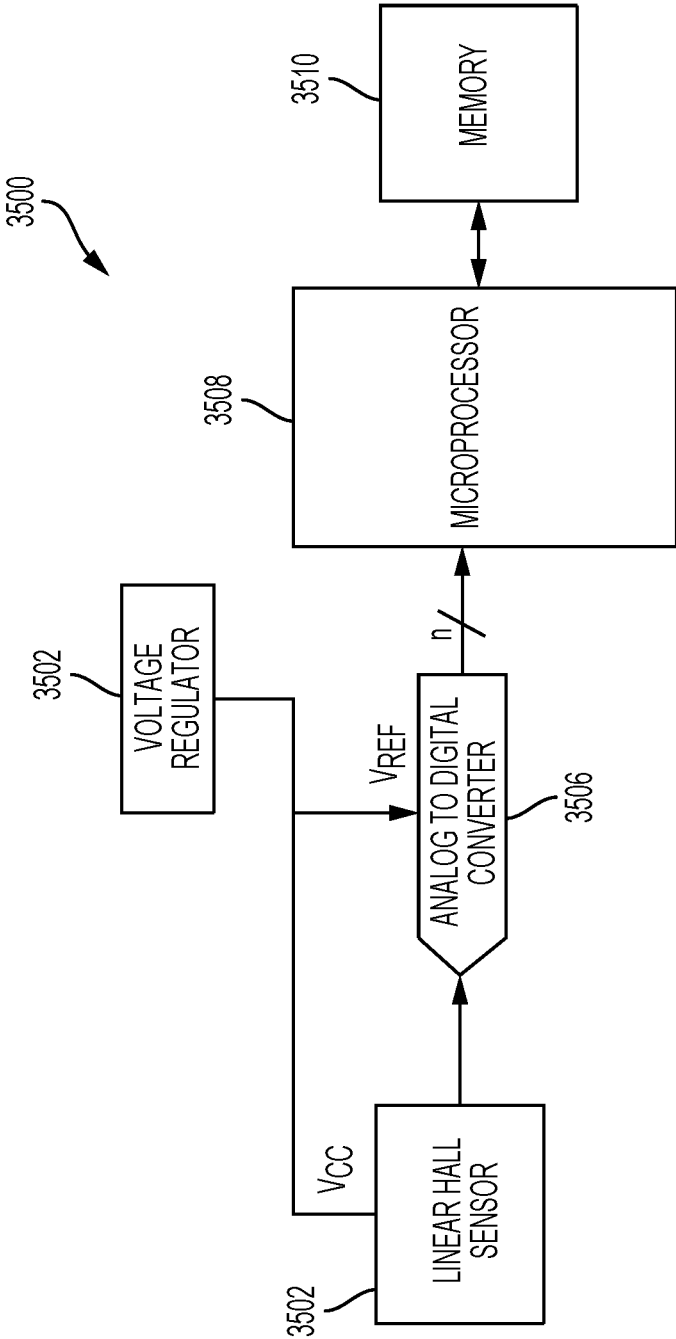 3500
3502
VOLTAGE
REGULATOR
3508
3510
VCC
VREF
n
3502
LINEAR HALL
SENSOR
ANALOG TO DIGITAL
CONVERTER
3506
MICROPROCESSOR
MEMORY